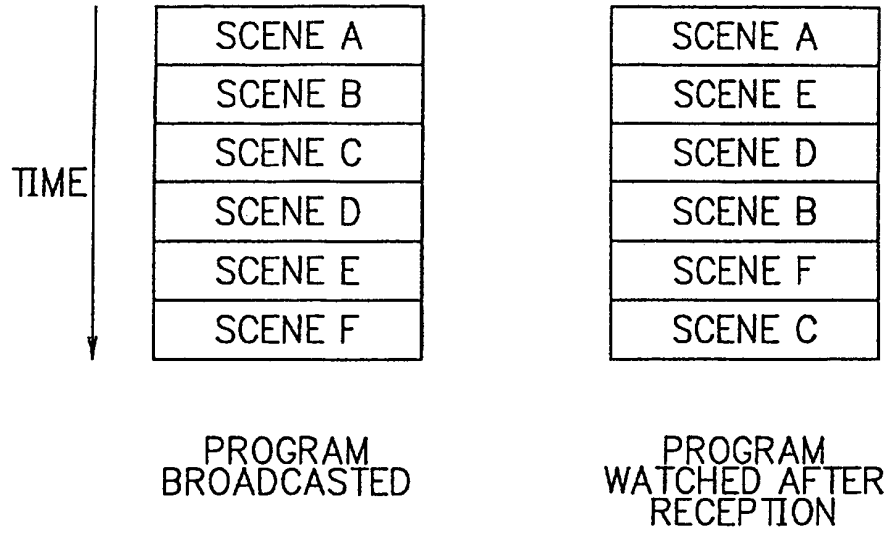 TIME
SCENE A
SCENE B
SCENE C
SCENE D
SCENE E
SCENE F
PROGRAM
BROADCASTED
SCENE A
SCENE E
SCENE D
SCENE B
SCENE F
SCENE C
PROGRAM
WATCHED AFTER
RECEPTION